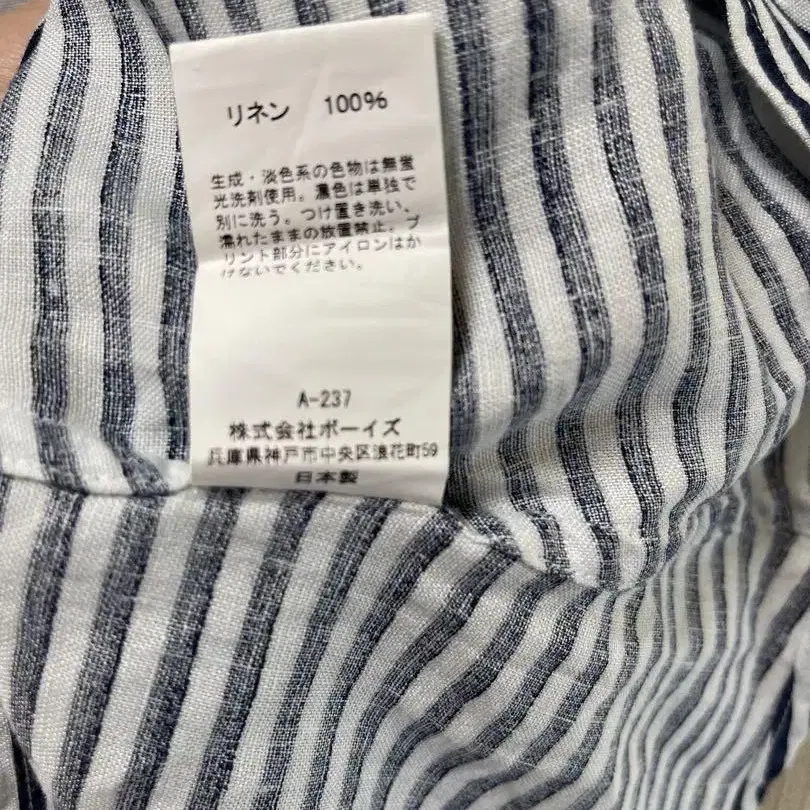 リネン 100%
生成・淡色系の色物は無蛍
光洗剤使用。濃色は単独で
別に洗う。つけ置き洗い、
濡れたままの放置禁止。プ
リント部分にアイロンはか
けないでください。
A-237
株式会社ボーイズ
兵庫県神戸市中央区浪花町59
日本製